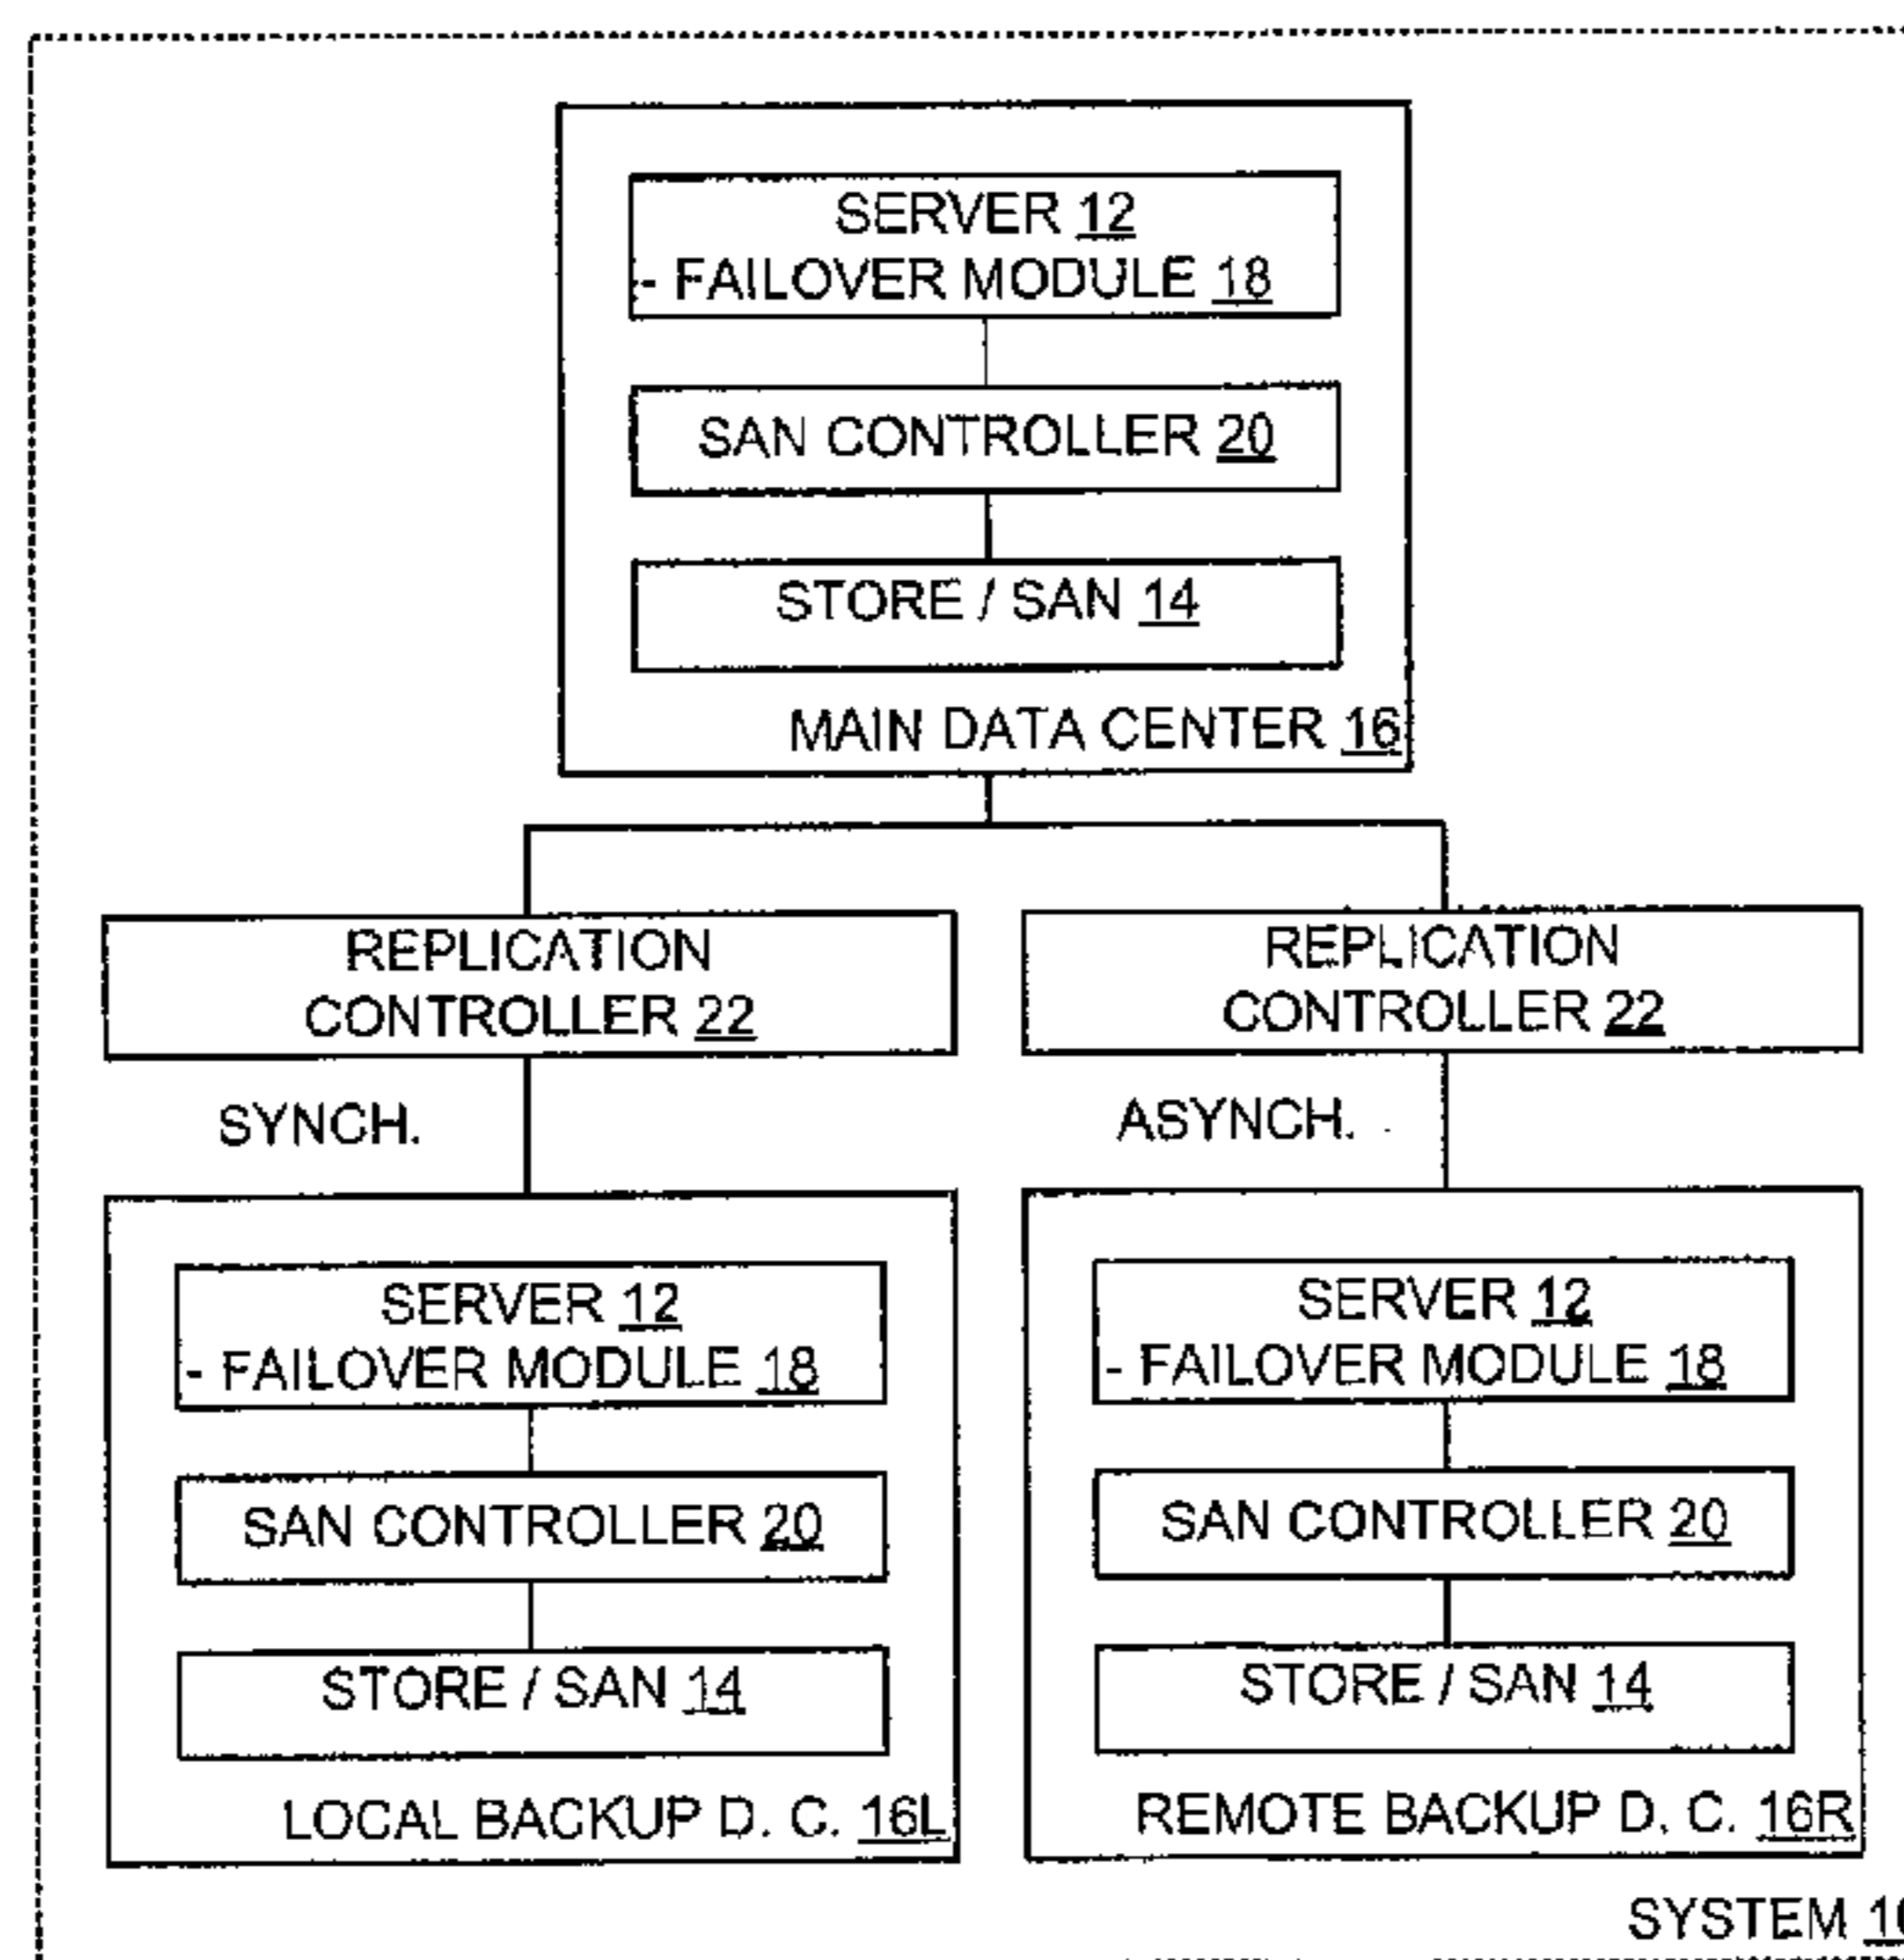 SERVER 12
- FAILOVER MODULE 18
SAN CONTROLLER 20
STORE / SAN 14
MAIN DATA CENTER 16
REPLICATION
CONTROLLER 22
REPLICATION
CONTROLLER 22
SYNCH.
ASYNCH.
SERVER 12
- FAILOVER MODULE 18
SAN CONTROLLER 20
STORE / SAN 14
LOCAL BACKUP D. C. 16L
SERVER 12
- FAILOVER MODULE 18
SAN CONTROLLER 20
STORE / SAN 14
REMOTE BACKUP D. C. 16R
SYSTEM